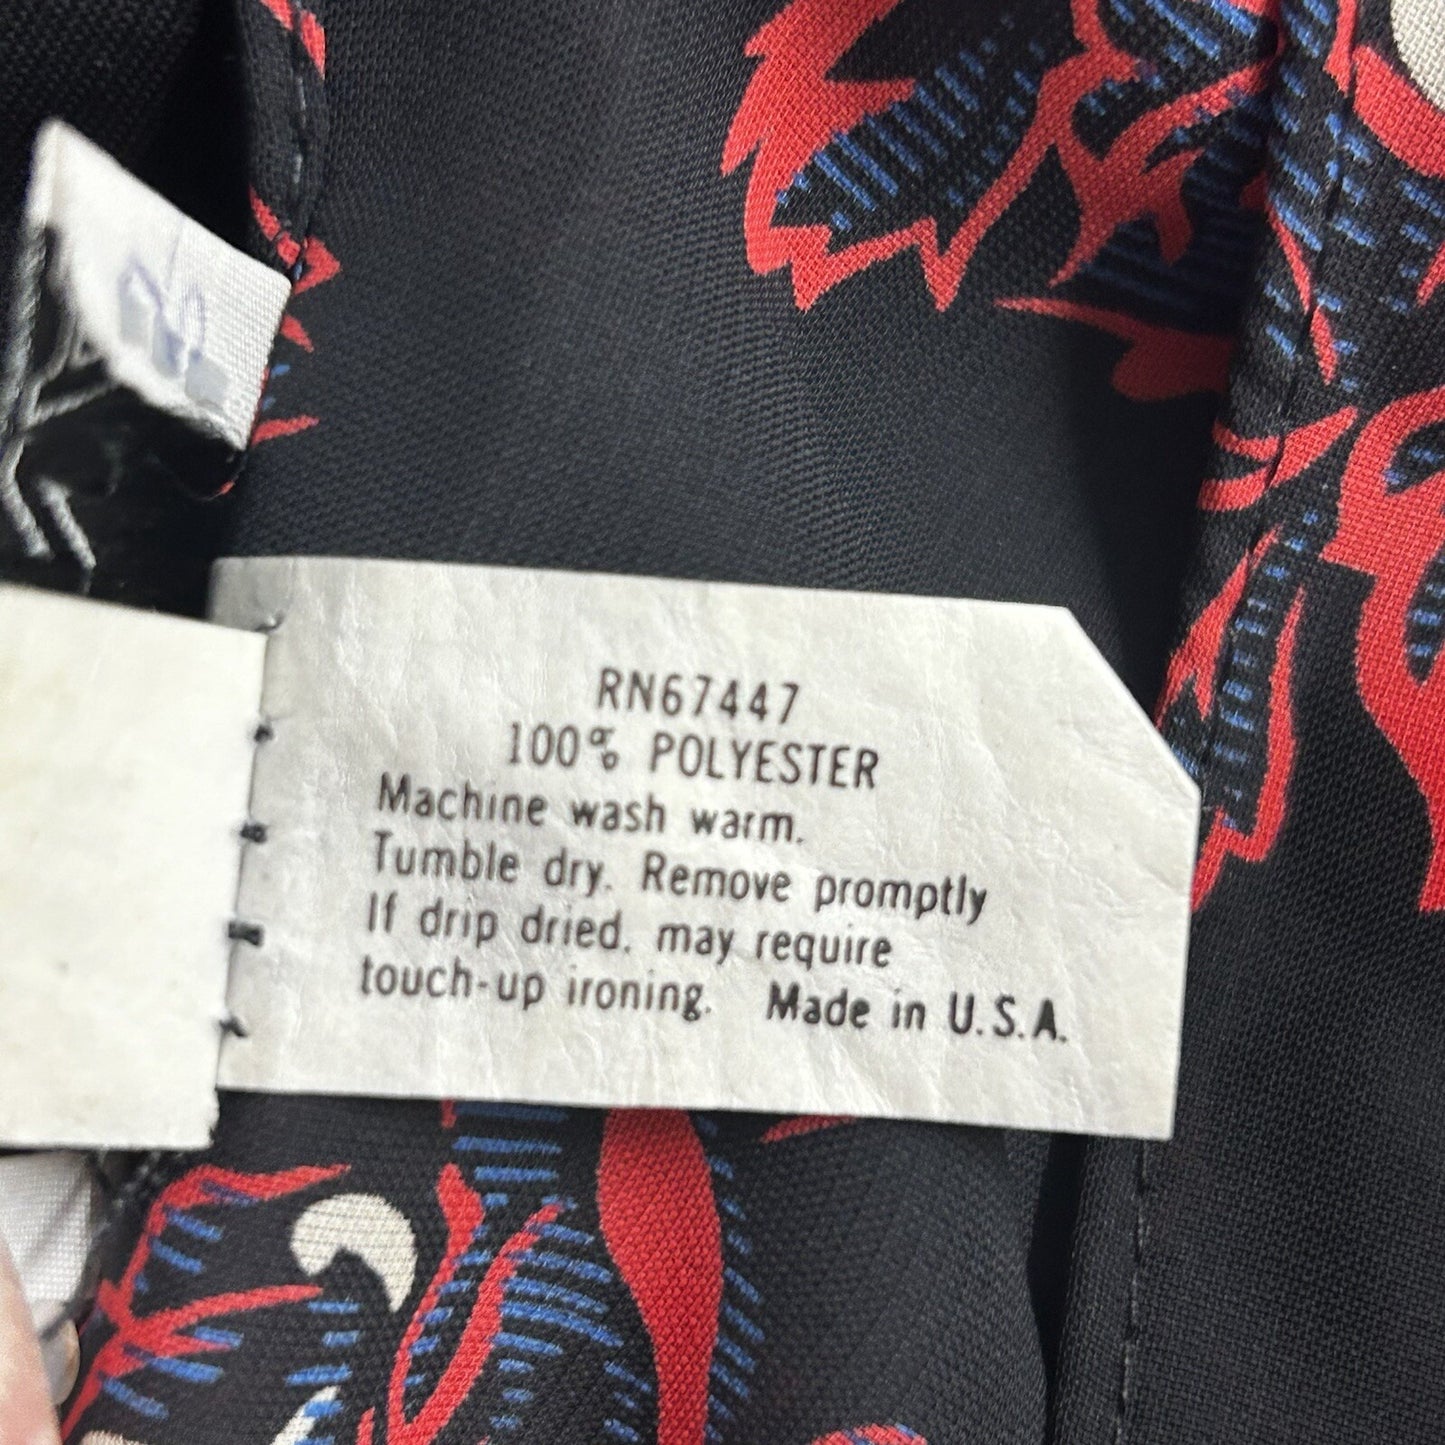 RN67447
100% POLYESTER
Machine wash warm.
Tumble dry. Remove promptly
If drip dried. may require
touch-up ironing. Made in U.S.A.